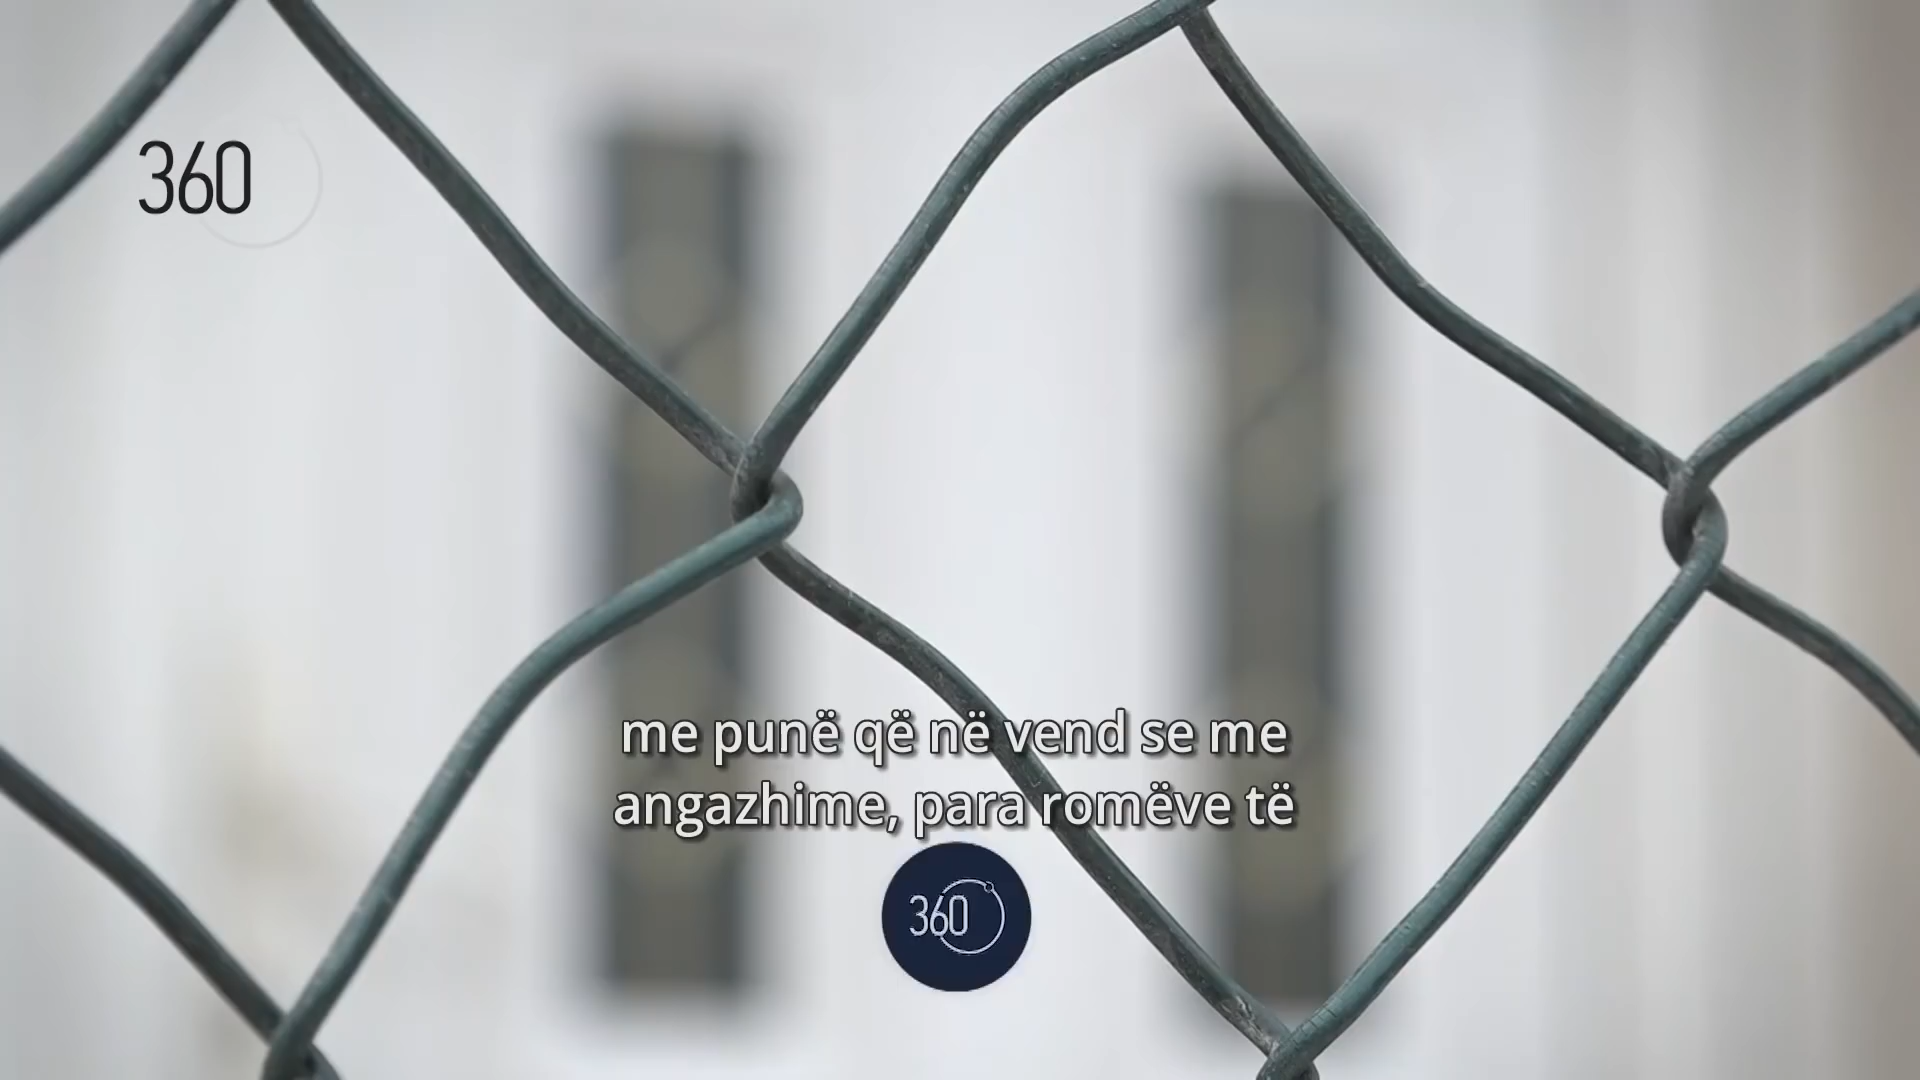 360
me punë që në vend se me
angazhime, para romëve të
360